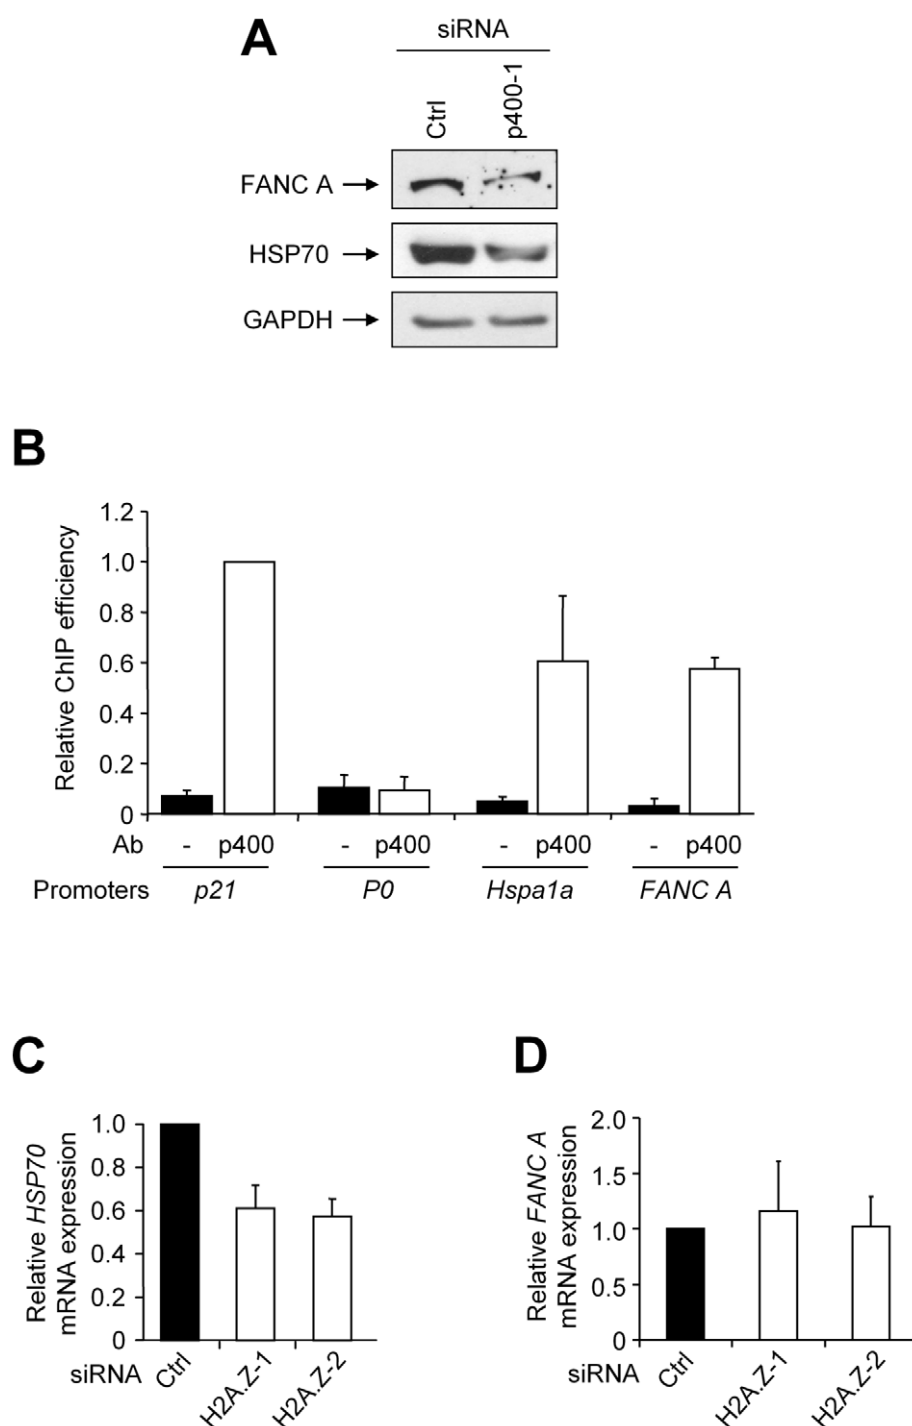 A
siRNA
Ctrl
p400-1
FANC A
HSP70
GAPDH
B
Relative ChIP efficiency
1.2
1.0
0.8
0.6
0.4
0.2
0
Ab - p400 - p400 - p400 - p400
Promoters p21 P0 Hspa1a FANC A
C
Relative HSP70
mRNA expression
1.0
0.8
0.6
0.4
0.2
0
siRNA Ctrl H2A.Z-1 H2A.Z-2
D
Relative FANC A
mRNA expression
2.0
1.5
1.0
0.5
0
siRNA Ctrl H2A.Z-1 H2A.Z-2